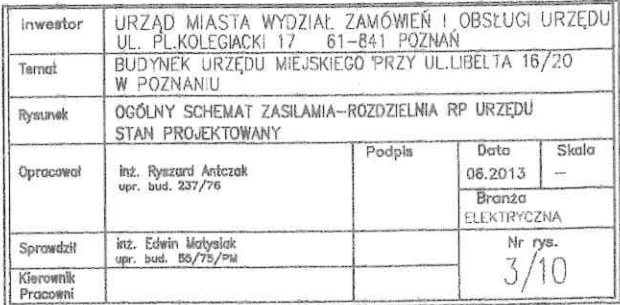 inwestor
URZĄD MIASTA WYDZIAŁ ZAMÓWIEŃ I OBSŁUGI URZĘDU
UL. PL.KOLEGIACKI 17 61-841 POZNAŃ
Temat
BUDYNEK URZĘDU MIEJSKIEGO PRZY UL.LIBELTA 16/20
W POZNANIU
Rysunek
OGÓLNY SCHEMAT ZASILAMIA-ROZDZIELNIA RP URZĘDU
STAN PROJEKTOWANY
Opracował
inż. Ryszard Antczak
upr. bud. 237/76
Podpis
Data
Skala
06.2013
—
Branża
ELEKTRYCZNA
Sprawdził
inż. Edwin Matysiak
upr. bud. 55/75/PM
Nr rys.
3/10
Kierownik
Pracowni